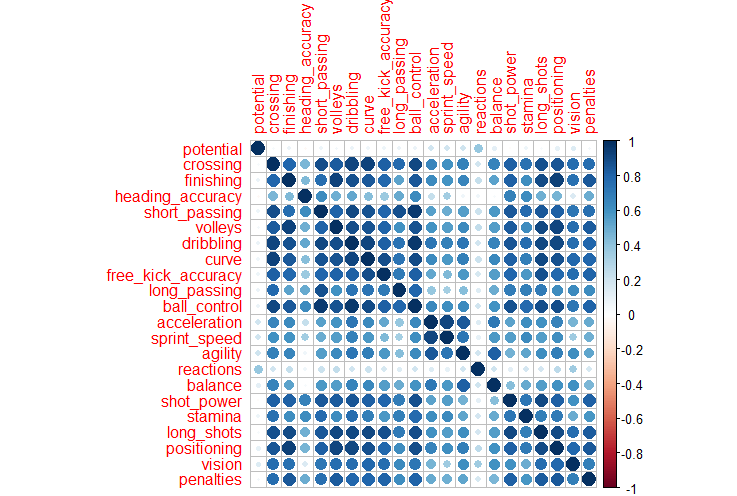 potential
crossing
finishing
heading_accuracy
short_passing
volleys
dribbling
curve
free_kick_accuracy
long_passing
ball_control
acceleration
sprint_speed
agility
reactions
balance
shot_power
stamina
long_shots
positioning
vision
penalties
potential
crossing
finishing
heading_accuracy
short_passing
volleys
dribbling
curve
free_kick_accuracy
long_passing
ball_control
acceleration
sprint_speed
agility
reactions
balance
shot_power
stamina
long_shots
positioning
vision
penalties
1
0.8
0.6
0.4
0.2
0
-0.2
-0.4
-0.6
-0.8
-1